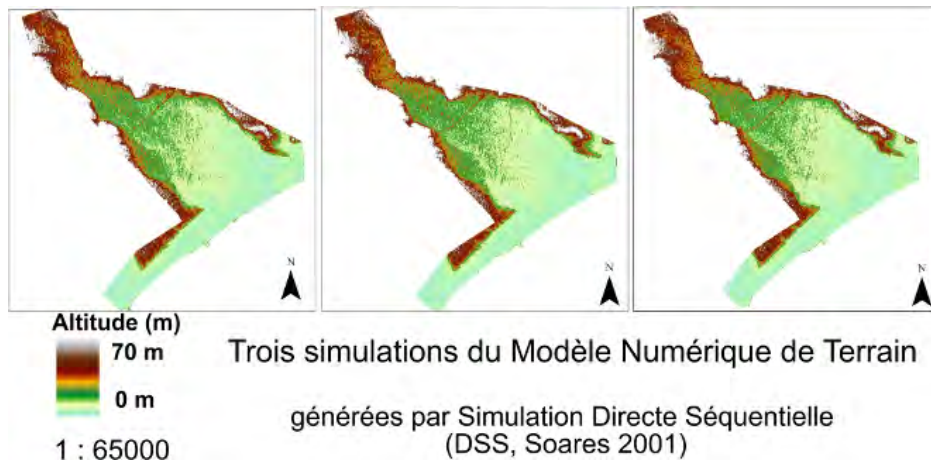 N
N
N
Altitude (m)
70 m
0 m
1 : 65000
Trois simulations du Modèle Numérique de Terrain
générées par Simulation Directe Séquentielle
(DSS, Soares 2001)